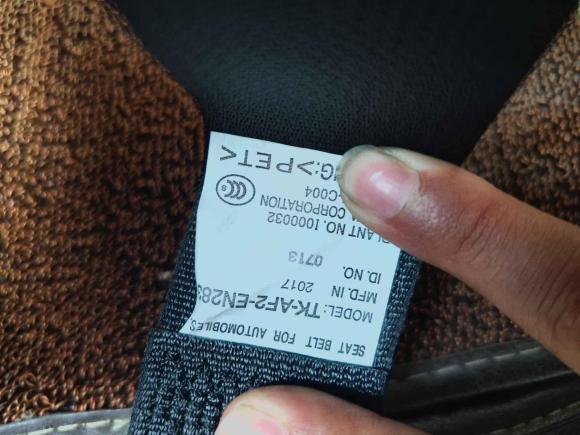 SEAT BELT FOR AUTOMOBILES
MODEL: TK-AF2-EN28
MFD. IN 2017
ID. NO. 0713
PLANT NO. 1000032
A CORPORATION
-C004
CCC
G:>PET<